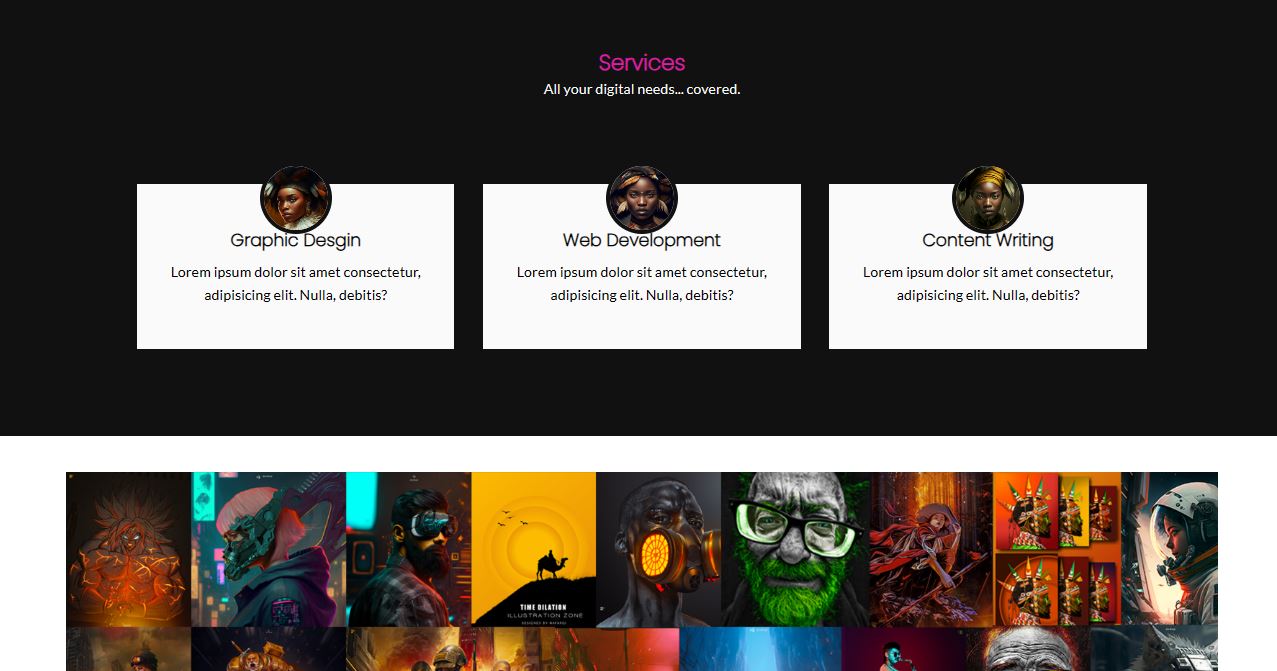 Services
All your digital needs... covered.
Graphic Desgin
Lorem ipsum dolor sit amet consectetur,
adipisicing elit. Nulla, debitis?
Web Development
Lorem ipsum dolor sit amet consectetur,
adipisicing elit. Nulla, debitis?
Content Writing
Lorem ipsum dolor sit amet consectetur,
adipisicing elit. Nulla, debitis?
TIME DILATION
ILLUSTRATION ZONE